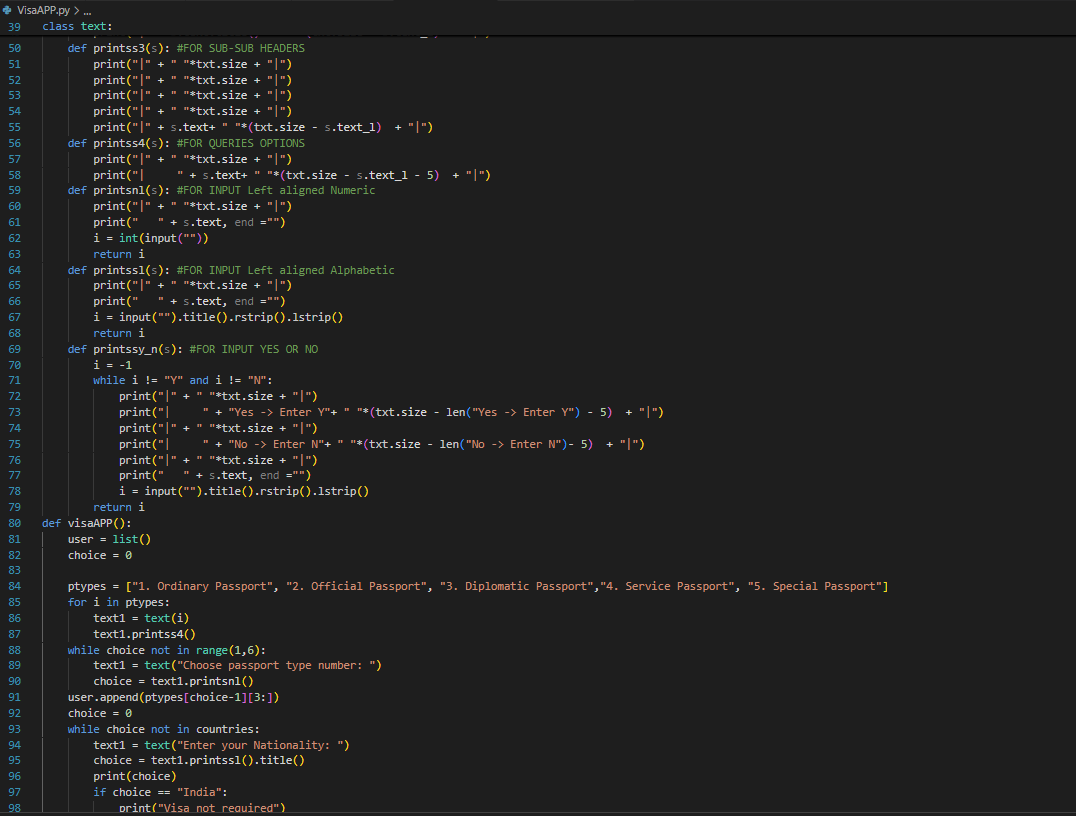 VisaAPP.py > ...
39 class text:
50 def printss3(s): #FOR SUB-SUB HEADERS
51 print("|" + " "*txt.size + "|")
52 print("|" + " "*txt.size + "|")
53 print("|" + " "*txt.size + "|")
54 print("|" + " "*txt.size + "|")
55 print("|" + s.text+ " "*(txt.size - s.text_l)  + "|")
56 def printss4(s): #FOR QUERIES OPTIONS
57 print("|" + " "*txt.size + "|")
58 print("|     " + s.text+ " "*(txt.size - s.text_l - 5)  + "|")
59 def printsnl(s): #FOR INPUT Left aligned Numeric
60 print("|" + " "*txt.size + "|")
61 print("   " + s.text, end ="")
62 i = int(input(""))
63 return i
64 def printssl(s): #FOR INPUT Left aligned Alphabetic
65 print("|" + " "*txt.size + "|")
66 print("   " + s.text, end ="")
67 i = input("").title().rstrip().lstrip()
68 return i
69 def printssy_n(s): #FOR INPUT YES OR NO
70 i = -1
71 while i != "Y" and i != "N":
72 print("|" + " "*txt.size + "|")
73 print("|     " + "Yes -> Enter Y"+ " "*(txt.size - len("Yes -> Enter Y") - 5)  + "|")
74 print("|" + " "*txt.size + "|")
75 print("|     " + "No -> Enter N"+ " "*(txt.size - len("No -> Enter N")- 5)  + "|")
76 print("|" + " "*txt.size + "|")
77 print("   " + s.text, end ="")
78 i = input("").title().rstrip().lstrip()
79 return i
80 def visaAPP():
81 user = list()
82 choice = 0
83
84 ptypes = ["1. Ordinary Passport", "2. Official Passport", "3. Diplomatic Passport","4. Service Passport", "5. Special Passport"]
85 for i in ptypes:
86 text1 = text(i)
87 text1.printss4()
88 while choice not in range(1,6):
89 text1 = text("Choose passport type number: ")
90 choice = text1.printsnl()
91 user.append(ptypes[choice-1][3:])
92 choice = 0
93 while choice not in countries:
94 text1 = text("Enter your Nationality: ")
95 choice = text1.printssl().title()
96 print(choice)
97 if choice == "India":
98 print("Visa not required")